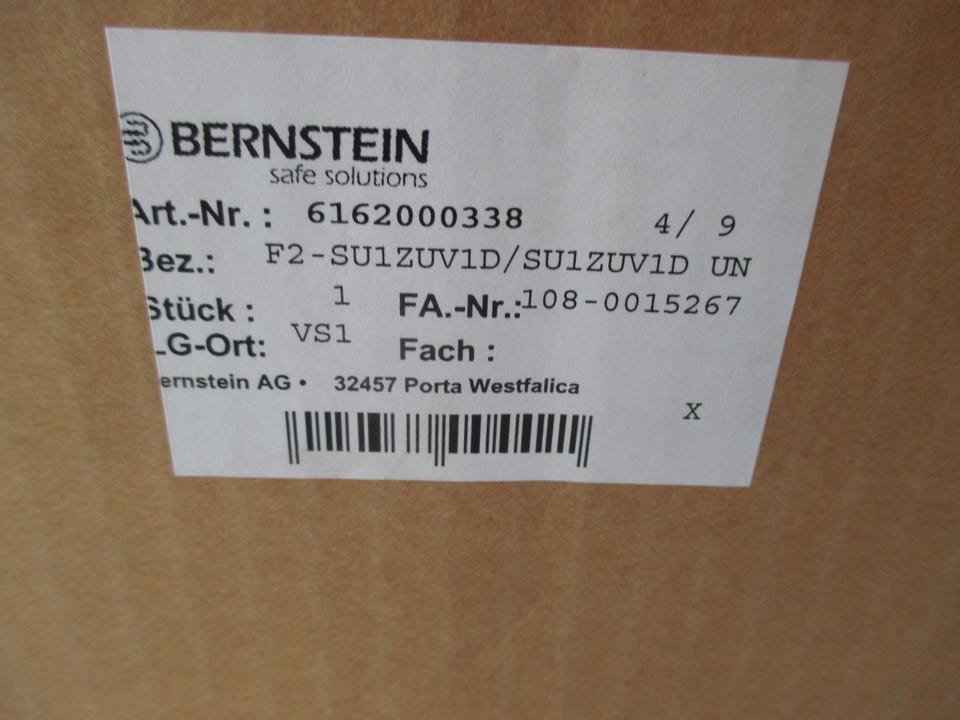 BERNSTEIN
safe solutions
Art.-Nr. : 6162000338 4/ 9
Bez.: F2-SU1ZUV1D/SU1ZUV1D UN
Stück : 1 FA.-Nr.:108-0015267
LG-Ort: VS1 Fach :
ernstein AG • 32457 Porta Westfalica
X